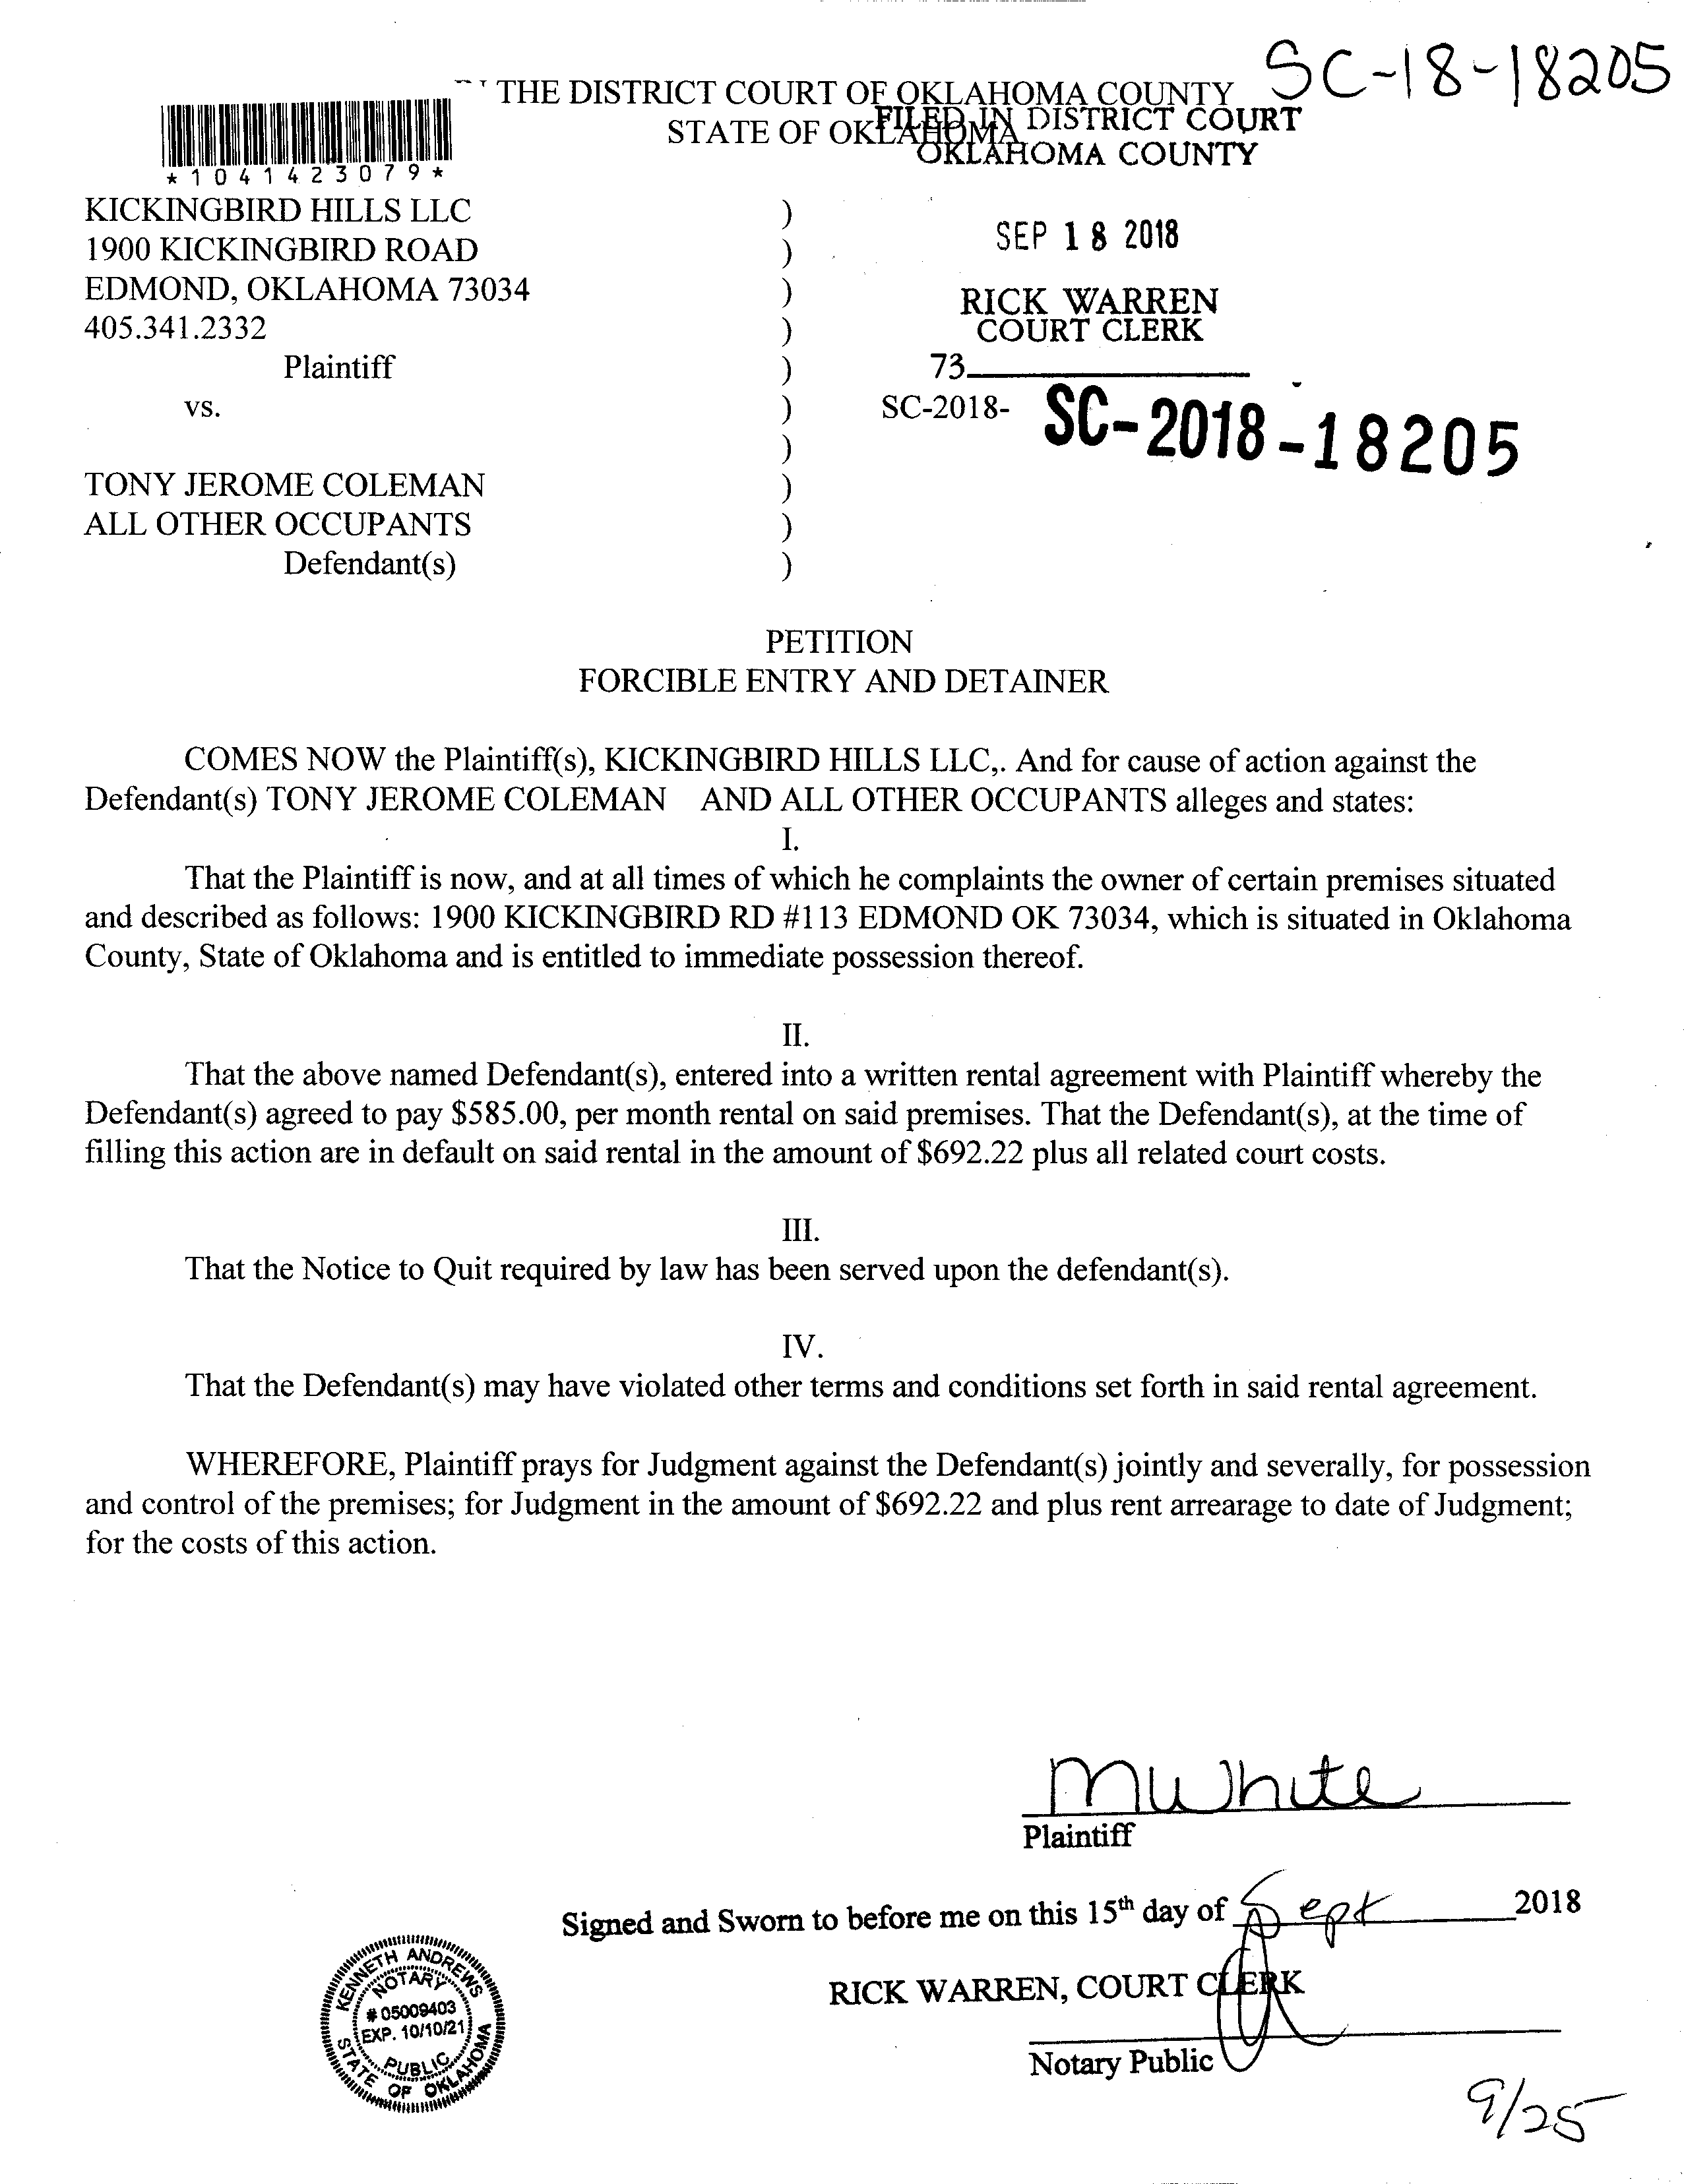 SC-18-18205
THE DISTRICT COURT OF OKLAHOMA COUNTY
STATE OF OKLAHOMA
FILED IN DISTRICT COURT
OKLAHOMA COUNTY
*1041423079*
KICKINGBIRD HILLS LLC )
1900 KICKINGBIRD ROAD ) SEP 18 2018
EDMOND, OKLAHOMA 73034 ) RICK WARREN
405.341.2332 ) COURT CLERK
Plaintiff ) 73
vs. ) SC-2018- SC-2018-18205
)
TONY JEROME COLEMAN )
ALL OTHER OCCUPANTS )
Defendant(s) )
PETITION
FORCIBLE ENTRY AND DETAINER
COMES NOW the Plaintiff(s), KICKINGBIRD HILLS LLC,. And for cause of action against the
Defendant(s) TONY JEROME COLEMAN AND ALL OTHER OCCUPANTS alleges and states:
I.
That the Plaintiff is now, and at all times of which he complaints the owner of certain premises situated
and described as follows: 1900 KICKINGBIRD RD #113 EDMOND OK 73034, which is situated in Oklahoma
County, State of Oklahoma and is entitled to immediate possession thereof.
II.
That the above named Defendant(s), entered into a written rental agreement with Plaintiff whereby the
Defendant(s) agreed to pay $585.00, per month rental on said premises. That the Defendant(s), at the time of
filling this action are in default on said rental in the amount of $692.22 plus all related court costs.
III.
That the Notice to Quit required by law has been served upon the defendant(s).
IV.
That the Defendant(s) may have violated other terms and conditions set forth in said rental agreement.
WHEREFORE, Plaintiff prays for Judgment against the Defendant(s) jointly and severally, for possession
and control of the premises; for Judgment in the amount of $692.22 and plus rent arrearage to date of Judgment;
for the costs of this action.
MWhite
Plaintiff
Signed and Sworn to before me on this 15th day of Sept 2018
RICK WARREN, COURT CLERK
Notary Public
KENNETH ANDREWS
NOTARY
# 05009403
EXP. 10/10/21
PUBLIC
STATE OF OKLAHOMA
9/25